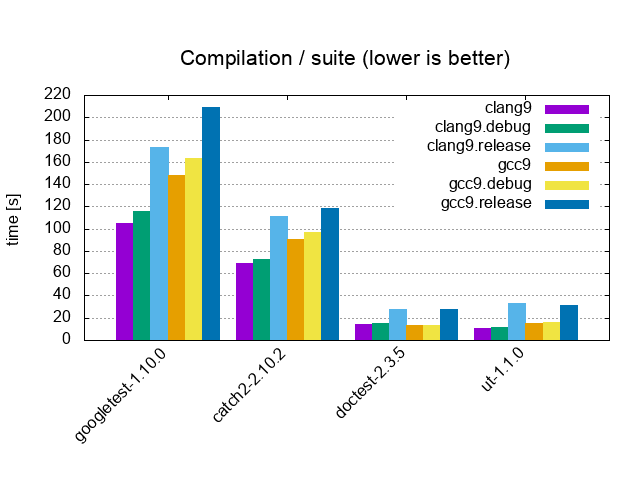 Compilation / suite (lower is better)
time [s]
220
200
180
160
140
120
100
80
60
40
20
0
clang9
clang9.debug
clang9.release
gcc9
gcc9.debug
gcc9.release
googletest-1.10.0
catch2-2.10.2
doctest-2.3.5
ut-1.1.0